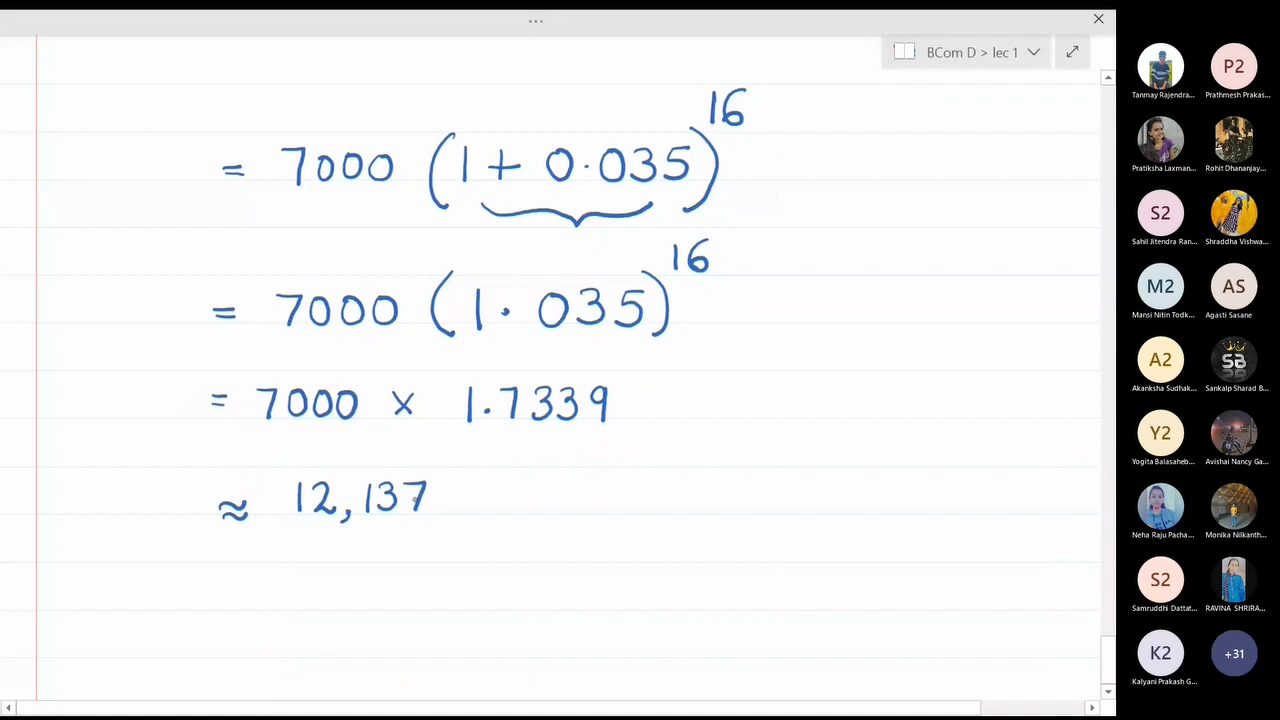 BCom D > lec 1
= 7000 (1 + 0.035)^16
= 7000 (1.035)^16
= 7000 × 1.7339
≈ 12,137
Tanmay Rajendra...
P2
Prathmesh Prakas...
Pratiksha Laxman...
Rohit Dhananjay...
S2
Sahil Jitendra Ran...
Shraddha Vishwa...
M2
Mansi Nitin Todk...
AS
Agasti Sasane
A2
Akanksha Sudhak...
SB
Sankalp Sharad B...
Y2
Yogita Balasaheb...
Avishai Nancy Ga...
Neha Raju Pacha...
Monika Nilkanth...
S2
Samruddhi Dattat...
RAVINA SHRIRA...
K2
Kalyani Prakash G...
+31